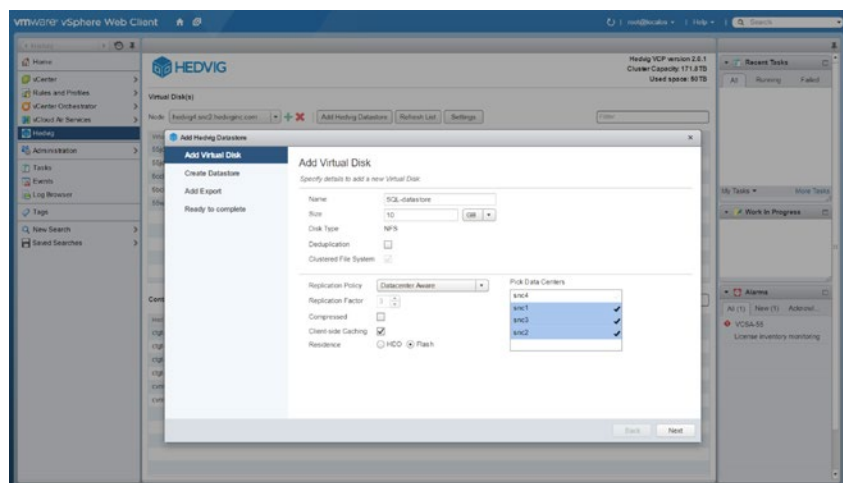 vmware vSphere Web Client
Help
Search
Home
vCenter
Rules and Profiles
vCenter Orchestrator
vCloud Air Services
Hedvig
Administration
Tasks
Events
Log Browser
Tags
New Search
Saved Searches
HEDVIG
Hedvig VCP version 2.0.1
Cluster Capacity: 171.8 TB
Virtual Disk(s)
Node
Add Hedvig Datastore
Refresh List
Settings
Add Hedvig Datastore
Add Virtual Disk
Create Datastore
Add Export
Ready to complete
Add Virtual Disk
Specify details to add a new Virtual Disk.
Name
SQL-datastore
Size
10
GB
Disk Type
NFS
Deduplication
Clustered File System
Replication Policy
Datacenter Aware
Replication Factor
3
Compressed
Client-side Caching
Residence
HDD
Flash
Pick Data Centers
snc4
snc1
snc3
snc2
Back
Next
Recent Tasks
All
Running
Failed
My Tasks
More Tasks
Work In Progress
Alarms
All (1)
New (1)
Acknowl...
VCSA-55
License inventory monitoring